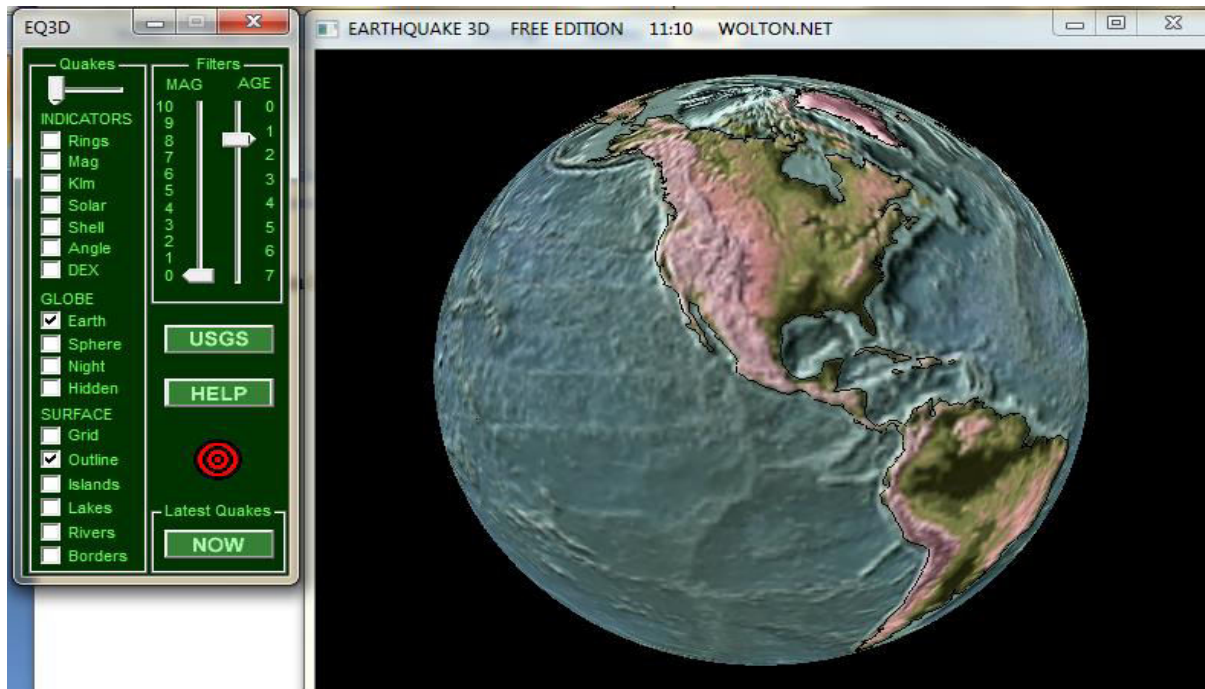 EQ3D
EARTHQUAKE 3D FREE EDITION 11:10 WOLTON.NET
Quakes
INDICATORS
Rings
Mag
Klm
Solar
Shell
Angle
DEX
GLOBE
Earth
Sphere
Night
Hidden
SURFACE
Grid
Outline
Islands
Lakes
Rivers
Borders
Filters
MAG AGE
10 0
9
8 1
7 2
6 3
5
4 4
3 5
2
1 6
0 7
USGS
HELP
Latest Quakes
NOW